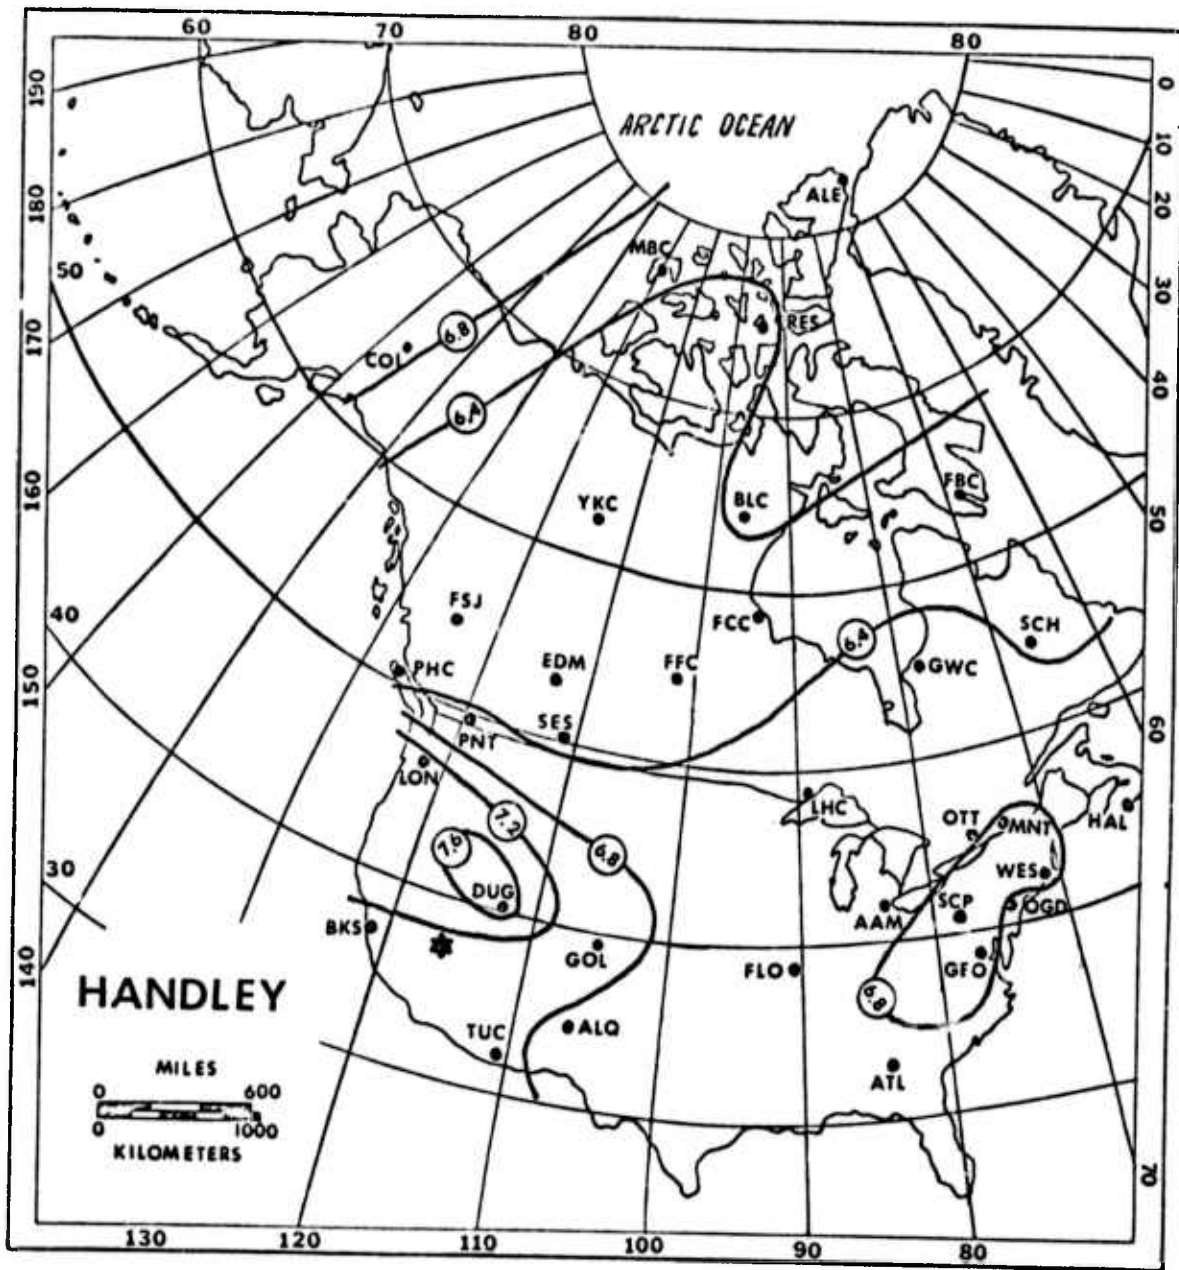 60 70 80 80
190
0
10
ARCTIC OCEAN
ALE
180
20
MBC
50
30
RES
6.8
170
COL
40
6.4
160
YKC
BLC
FBC
50
FSJ
40
FCC
6.4
SCH
PHC
EDM
FFC
GWC
150
SES
PNT
60
LON
LHC
7.2
OTT
MNT
HAL
7.6
6.8
WES
30
DUG
SCP
OGD
BKS
AAM
GOL
FLO
GEO
140
HANDLEY
6.8
TUC
ALQ
MILES
ATL
0 600
0 1000
KILOMETERS
70
130 120 110 100 90 80